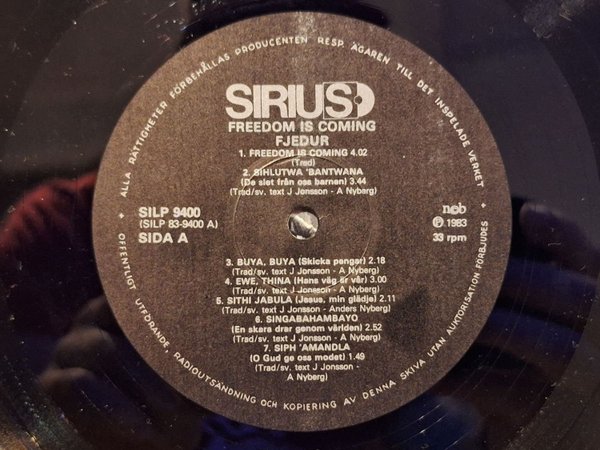 ALLA RÄTTIGHETER FÖRBEHÅLLAS PRODUCENTEN RESP. ÄGAREN TILL DET INSPELADE VERKET
SIRIUS
FREEDOM IS COMING
FJEDUR
1. FREEDOM IS COMING 4.02
(Trad)
2. SIHLUTWA 'BANTWANA
(De slet från oss barnen) 3.44
(Trad/sv. text J Jonsson - A Nyberg)
SILP 9400
(SILP 83-9400 A)
SIDA A
ncb
Ⓟ 1983
33 rpm
3. BUYA, BUYA (Skicka pengar) 2.18
(Trad/sv. text J Jonsson - A Nyberg)
4. EWE, THINA (Hans väg är vår) 3.00
(Trad/sv. text J Jonsson - A Nyberg)
5. SITHI JABULA (Jesus, min glädje) 2.11
(Trad/sv. text J Jonsson - Anders Nyberg)
6. SINGABAHAMBAYO
(En skara drar genom världen) 2.52
(Trad/sv. text J Jonsson - A Nyberg)
7. SIPH 'AMANDLA
(O Gud ge oss modet) 1.49
(Trad/sv. text J Jonsson -
A Nyberg)
OFFENTLIGT UTFÖRANDE, RADIOUTSÄNDNING OCH KOPIERING AV DENNA SKIVA UTAN AUKTORISATION FÖRBJUDES